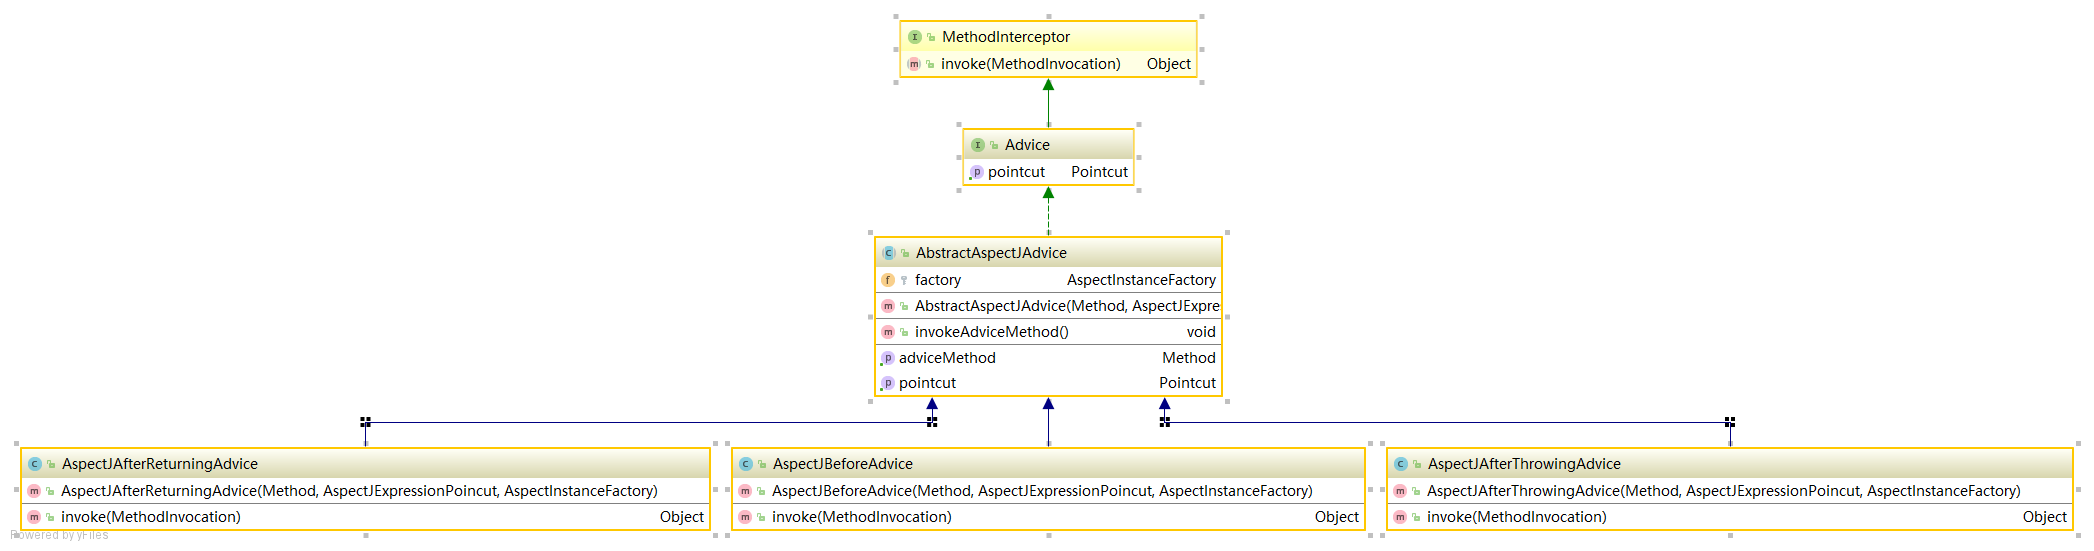 MethodInterceptor
invoke(MethodInvocation) Object
Advice
pointcut Pointcut
AbstractAspectJAdvice
factory AspectInstanceFactory
AbstractAspectJAdvice(Method, AspectJExpre
invokeAdviceMethod() void
adviceMethod Method
pointcut Pointcut
AspectJAfterReturningAdvice
AspectJAfterReturningAdvice(Method, AspectJExpressionPoincut, AspectInstanceFactory)
invoke(MethodInvocation) Object
AspectJBeforeAdvice
AspectJBeforeAdvice(Method, AspectJExpressionPoincut, AspectInstanceFactory)
invoke(MethodInvocation) Object
AspectJAfterThrowingAdvice
AspectJAfterThrowingAdvice(Method, AspectJExpressionPoincut, AspectInstanceFactory)
invoke(MethodInvocation) Object
Powered by yFiles